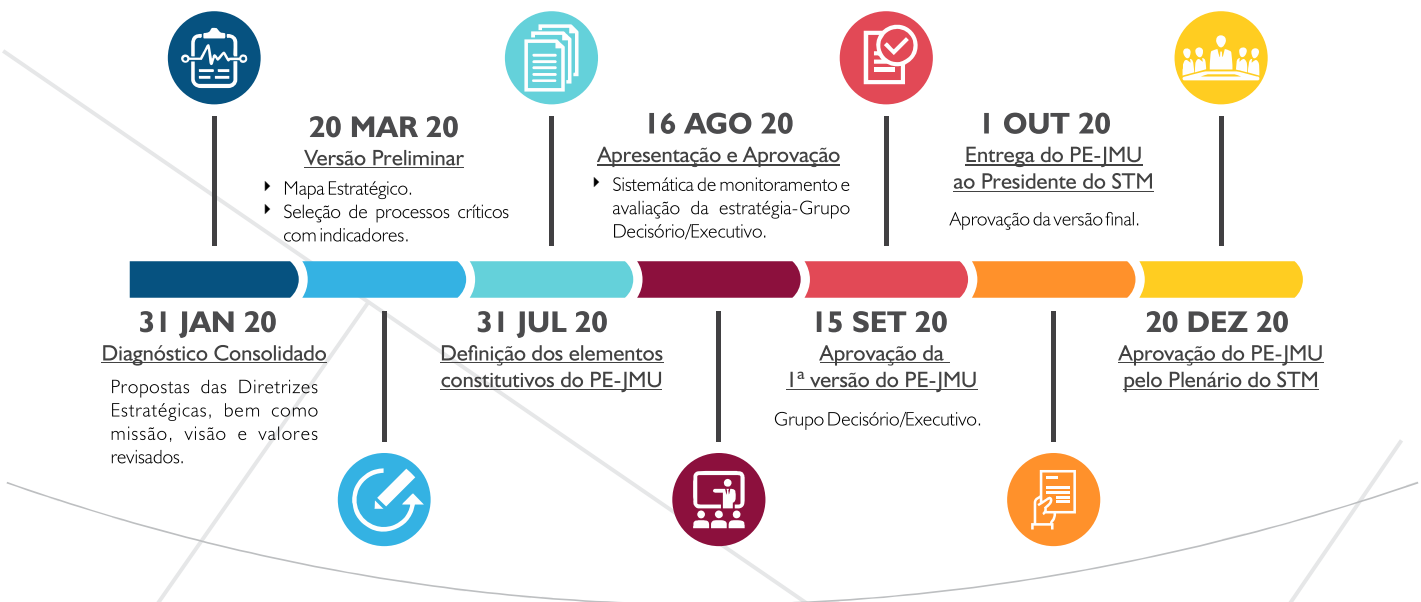 20 MAR 20
Versão Preliminar
Mapa Estratégico.
Seleção de processos críticos
com indicadores.
16 AGO 20
Apresentação e Aprovação
Sistemática de monitoramento e
avaliação da estratégia-Grupo
Decisório/Executivo.
1 OUT 20
Entrega do PE-JMU
ao Presidente do STM
Aprovação da versão final.
31 JAN 20
Diagnóstico Consolidado
Propostas das Diretrizes
Estratégicas, bem como
missão, visão e valores
revisados.
31 JUL 20
Definição dos elementos
constitutivos do PE-JMU
15 SET 20
Aprovação da
1ª versão do PE-JMU
Grupo Decisório/Executivo.
20 DEZ 20
Aprovação do PE-JMU
pelo Plenário do STM